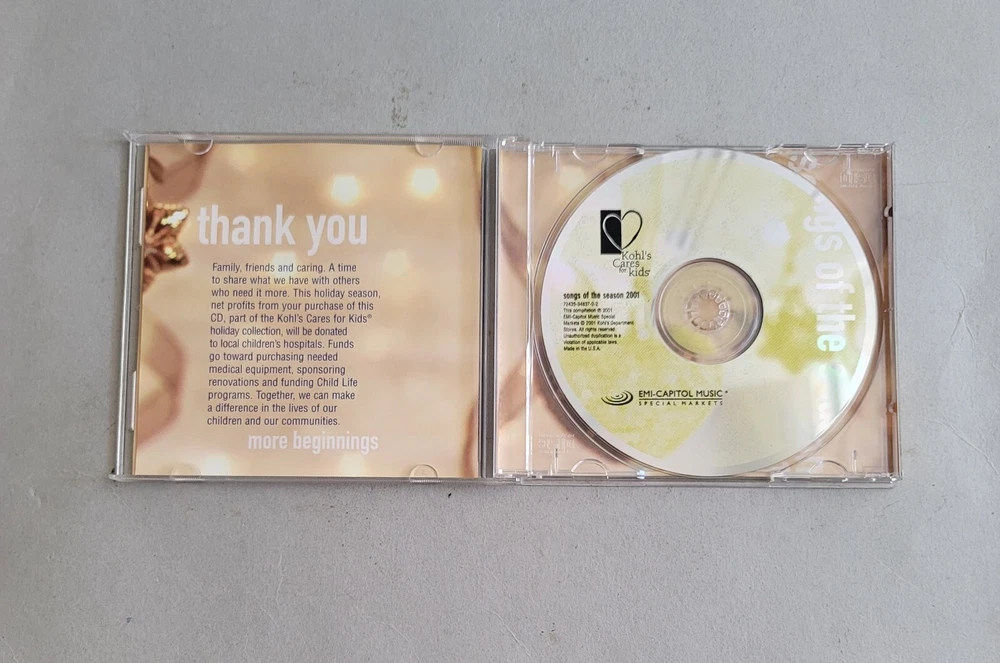 thank you
Family, friends and caring. A time
to share what we have with others
who need it more. This holiday season,
net profits from your purchase of this
CD, part of the Kohl's Cares for Kids®
holiday collection, will be donated
to local children's hospitals. Funds
go toward purchasing needed
medical equipment, sponsoring
renovations and funding Child Life
programs. Together, we can make
a difference in the lives of our
children and our communities.
more beginnings
Kohl's
Cares
for
kids®
songs of the season 2001
This compilation ℗ 2001
EMI-Capitol Music Special
Markets © 2001 Kohl's Department
Stores. All rights reserved.
Unauthorized duplication is a
violation of applicable laws.
Made in the U.S.A.
EMI-CAPITOL MUSIC
SPECIAL MARKETS
of the